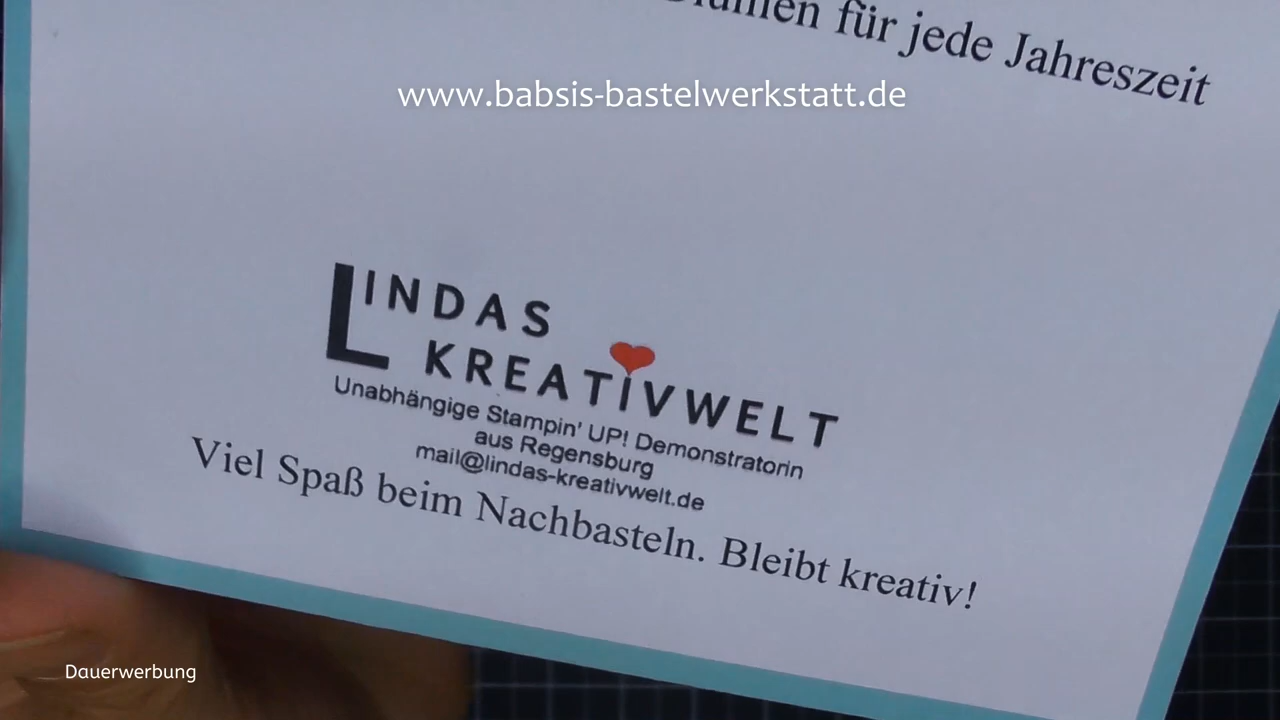 für jede Jahreszeit
www.babsis-bastelwerkstatt.de
LINDAS
KREATIVWELT
Unabhängige Stampin' UP! Demonstratorin
aus Regensburg
mail@lindas-kreativwelt.de
Viel Spaß beim Nachbasteln. Bleibt kreativ!
Dauerwerbung